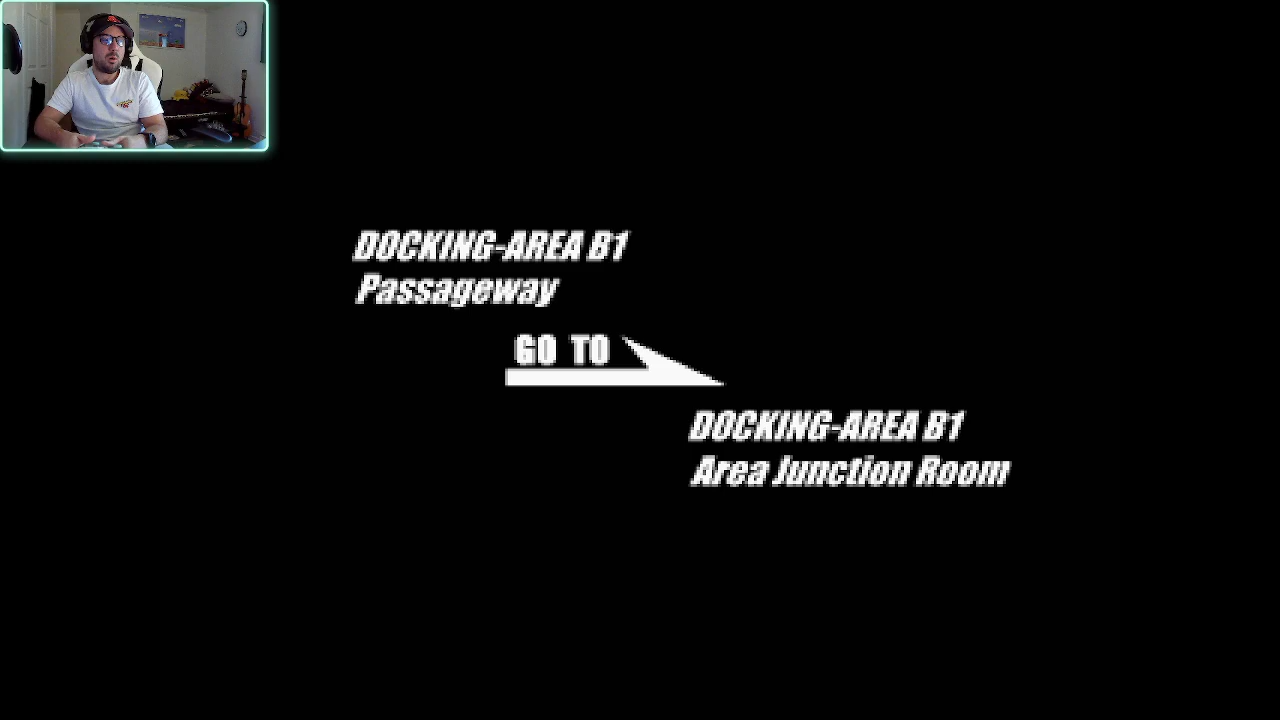 DOCKING-AREA B1
Passageway
GO TO
DOCKING-AREA B1
Area Junction Room